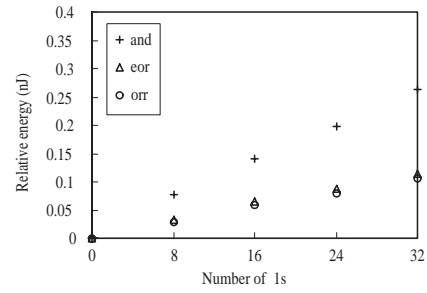 0.4
0.35
0.3
0.25
0.2
0.15
0.1
0.05
0
Relative energy (nJ)
and
eor
orr
0 8 16 24 32
Number of 1s